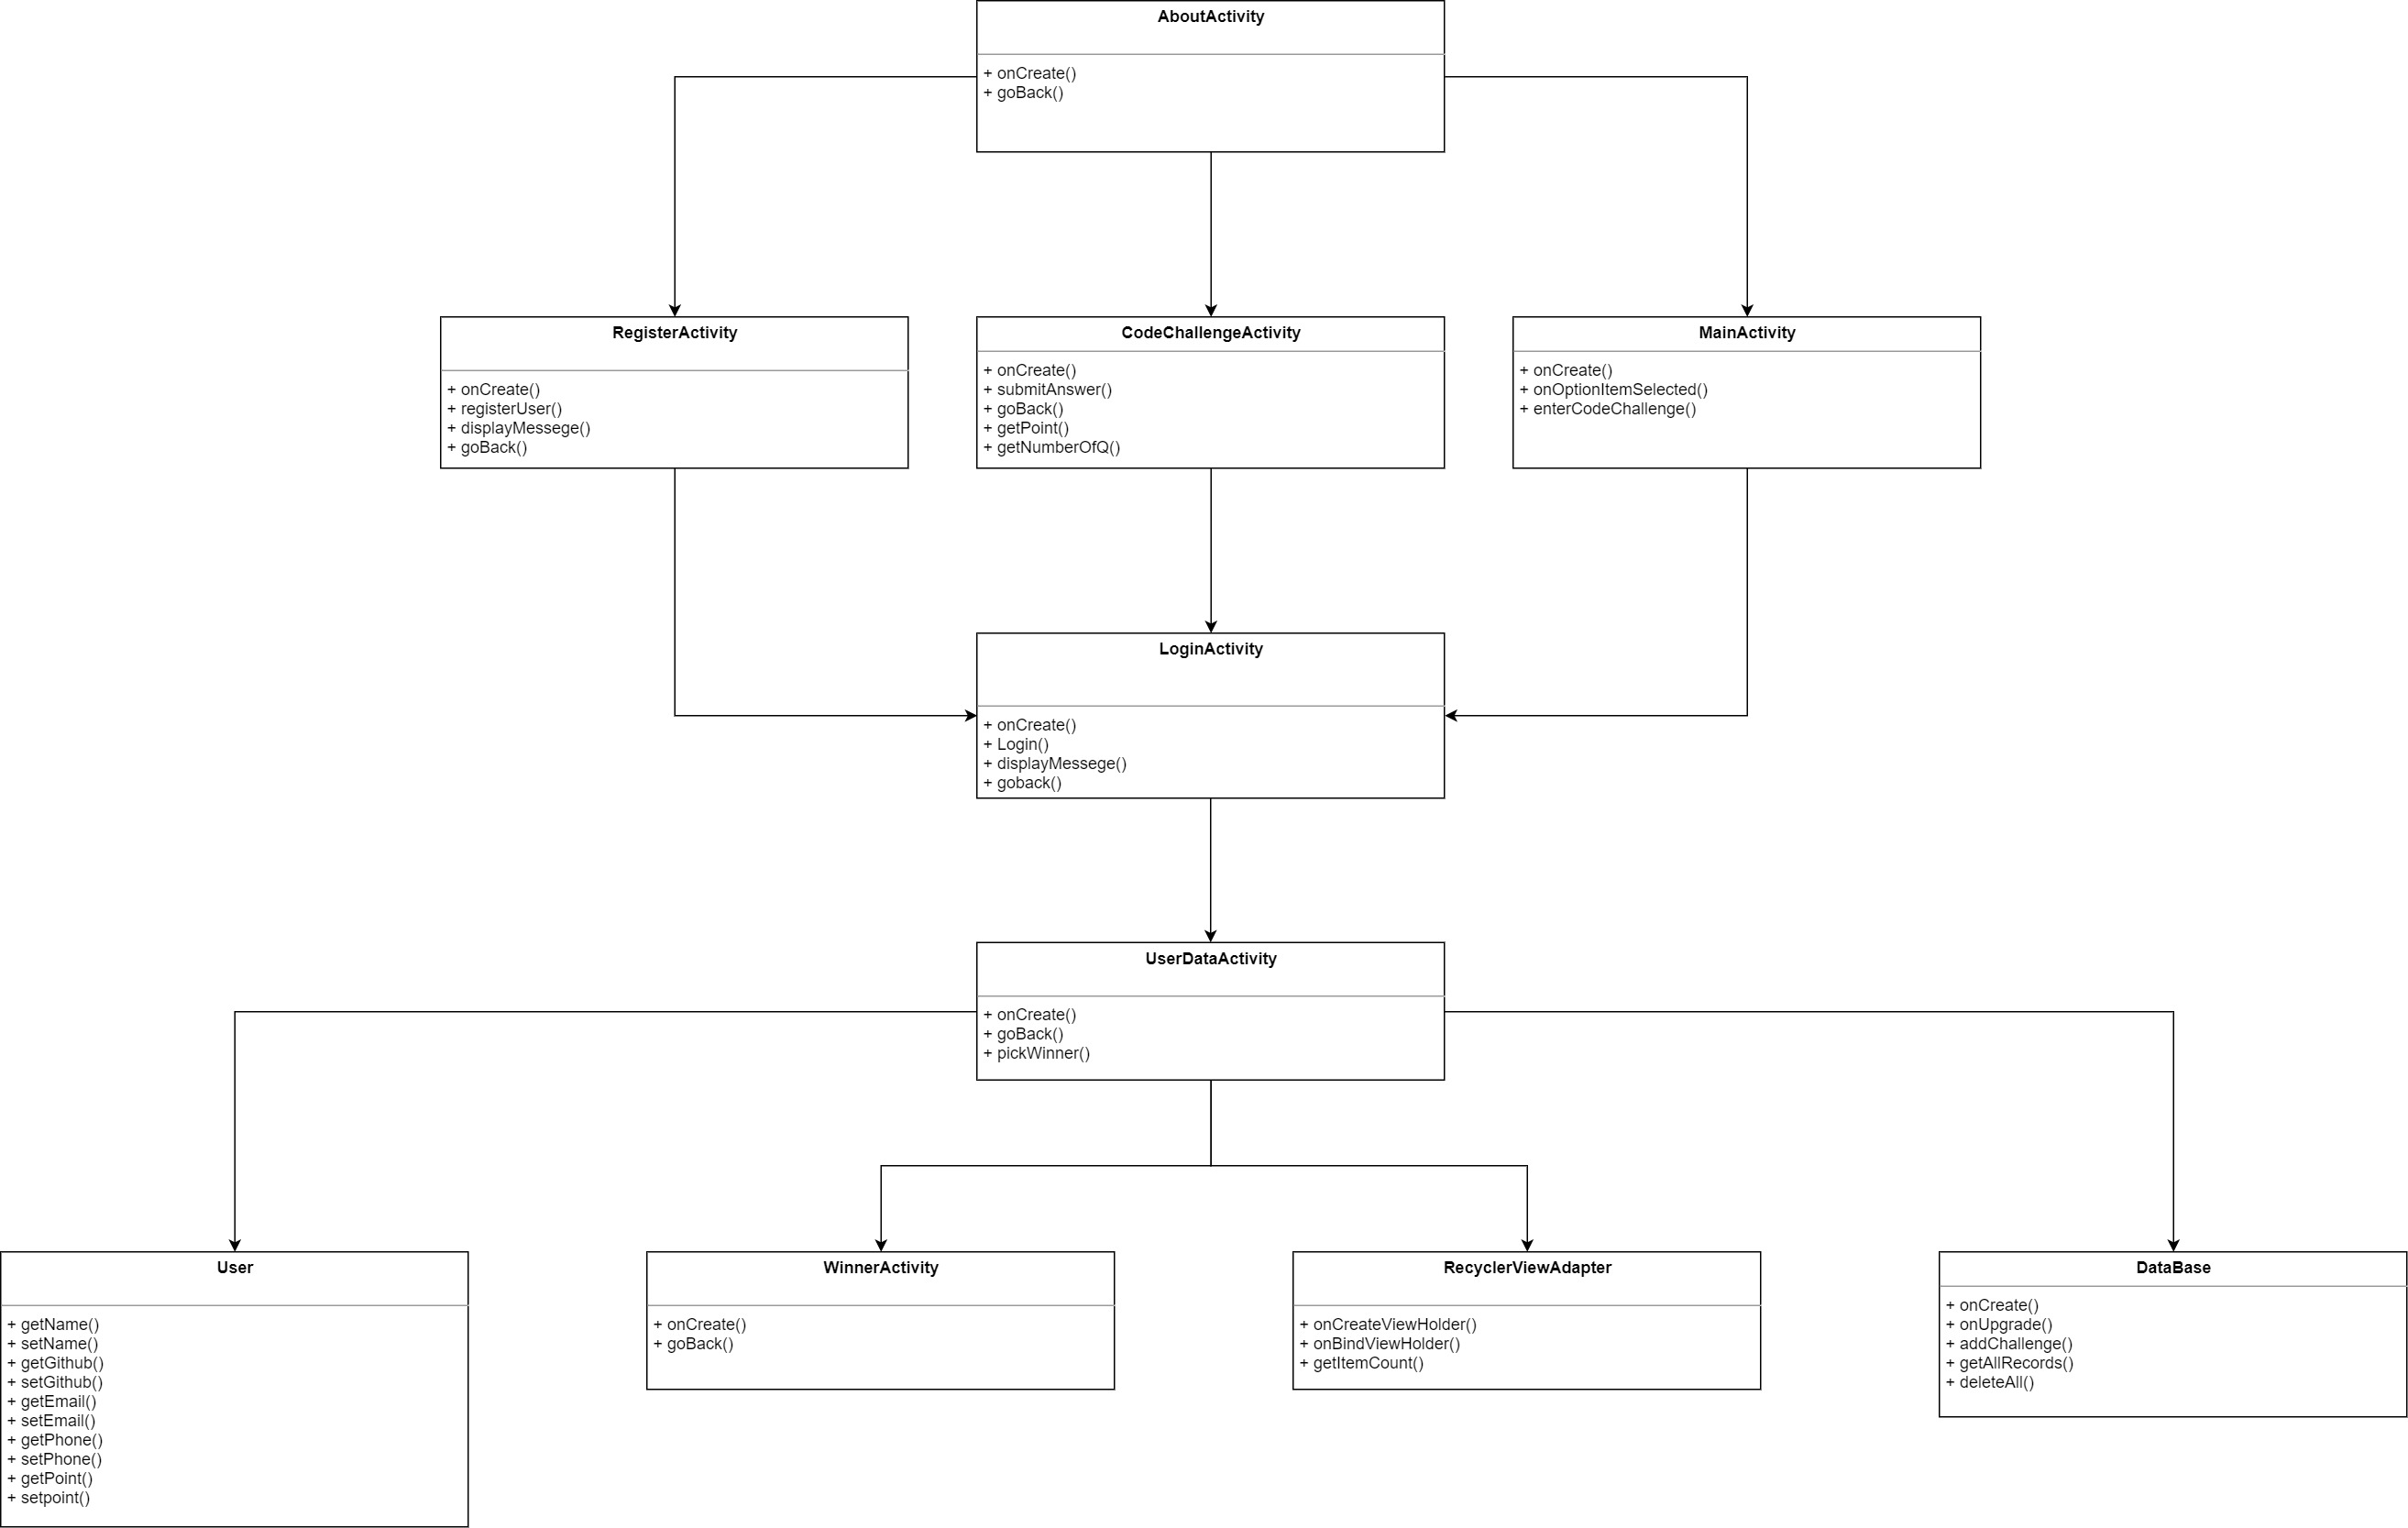 AboutActivity
+ onCreate()
+ goBack()
RegisterActivity
+ onCreate()
+ registerUser()
+ displayMessege()
+ goBack()
CodeChallengeActivity
+ onCreate()
+ submitAnswer()
+ goBack()
+ getPoint()
+ getNumberOfQ()
MainActivity
+ onCreate()
+ onOptionItemSelected()
+ enterCodeChallenge()
LoginActivity
+ onCreate()
+ Login()
+ displayMessege()
+ goback()
UserDataActivity
+ onCreate()
+ goBack()
+ pickWinner()
User
+ getName()
+ setName()
+ getGithub()
+ setGithub()
+ getEmail()
+ setEmail()
+ getPhone()
+ setPhone()
+ getPoint()
+ setpoint()
WinnerActivity
+ onCreate()
+ goBack()
RecyclerViewAdapter
+ onCreateViewHolder()
+ onBindViewHolder()
+ getItemCount()
DataBase
+ onCreate()
+ onUpgrade()
+ addChallenge()
+ getAllRecords()
+ deleteAll()